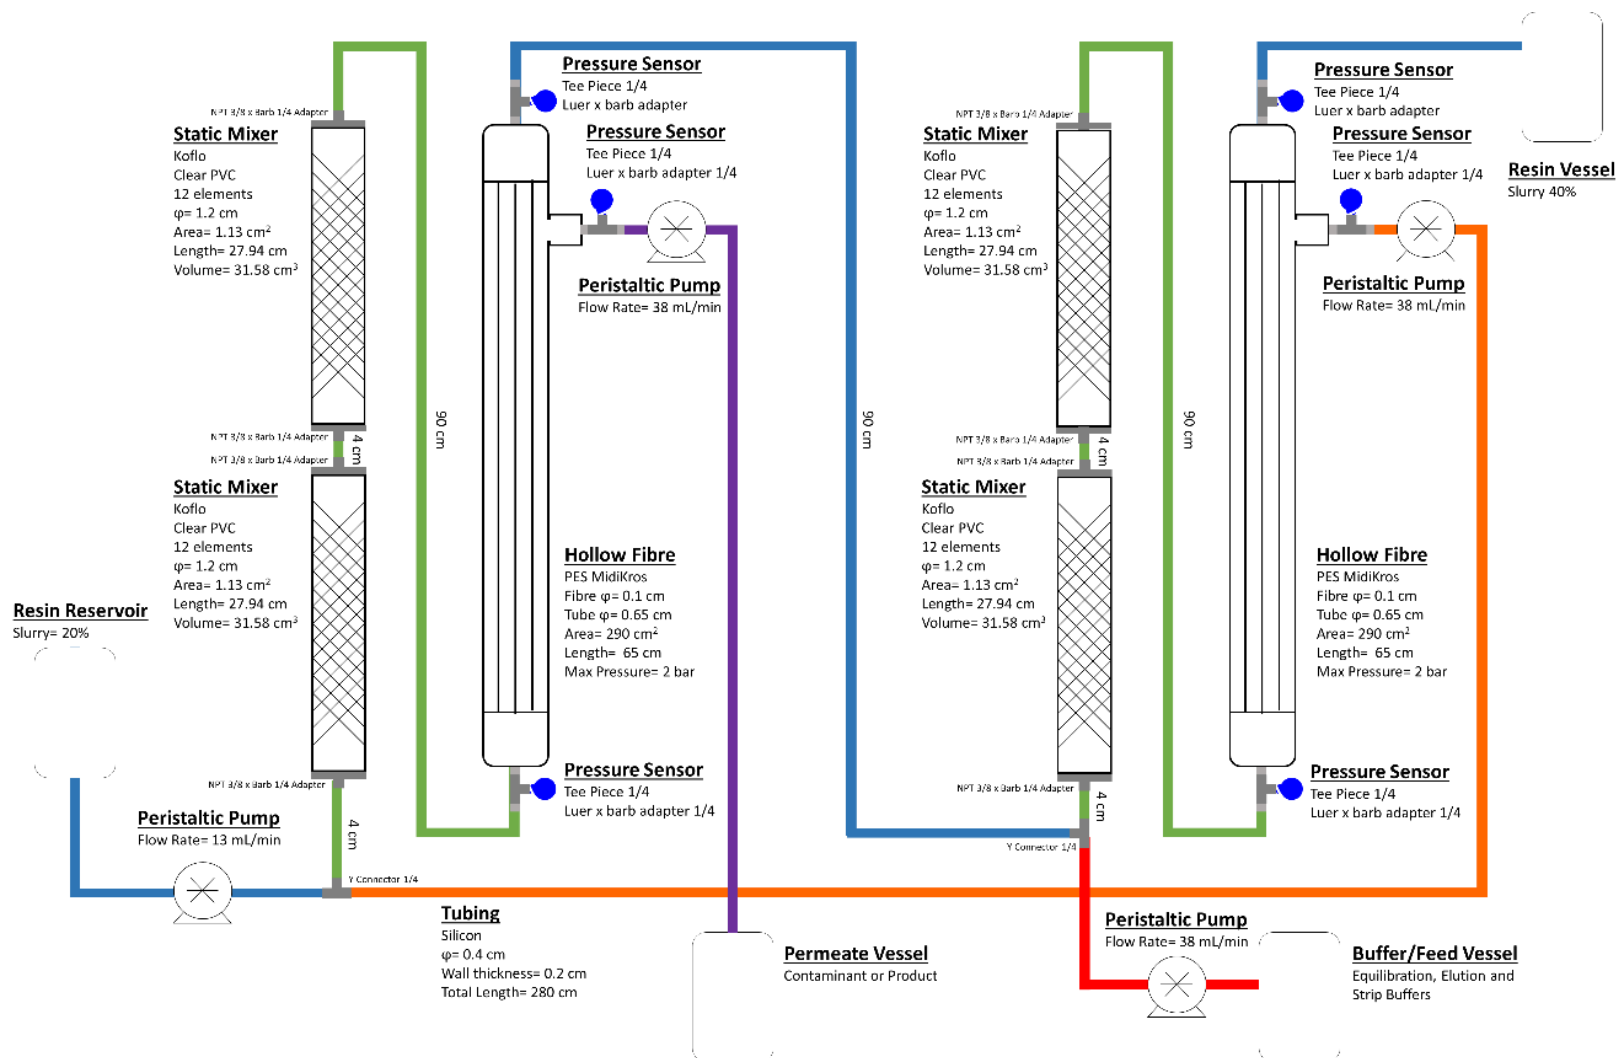 NPT 3/8 x Barb 1/4 Adapter
Static Mixer
Koflo
Clear PVC
12 elements
φ= 1.2 cm
Area= 1.13 cm²
Length= 27.94 cm
Volume= 31.58 cm³
NPT 3/8 x Barb 1/4 Adapter
4 cm
NPT 3/8 x Barb 1/4 Adapter
Static Mixer
Koflo
Clear PVC
12 elements
φ= 1.2 cm
Area= 1.13 cm²
Length= 27.94 cm
Volume= 31.58 cm³
Resin Reservoir
Slurry= 20%
NPT 3/8 x Barb 1/4 Adapter
Peristaltic Pump
Flow Rate= 13 mL/min
4 cm
Y Connector 1/4
90 cm
Pressure Sensor
Tee Piece 1/4
Luer x barb adapter
Pressure Sensor
Tee Piece 1/4
Luer x barb adapter 1/4
Peristaltic Pump
Flow Rate= 38 mL/min
Hollow Fibre
PES MidiKros
Fibre φ= 0.1 cm
Tube φ= 0.65 cm
Area= 290 cm²
Length= 65 cm
Max Pressure= 2 bar
Pressure Sensor
Tee Piece 1/4
Luer x barb adapter 1/4
Tubing
Silicon
φ= 0.4 cm
Wall thickness= 0.2 cm
Total Length= 280 cm
Permeate Vessel
Contaminant or Product
90 cm
NPT 3/8 x Barb 1/4 Adapter
Static Mixer
Koflo
Clear PVC
12 elements
φ= 1.2 cm
Area= 1.13 cm²
Length= 27.94 cm
Volume= 31.58 cm³
NPT 3/8 x Barb 1/4 Adapter
4 cm
NPT 3/8 x Barb 1/4 Adapter
Static Mixer
Koflo
Clear PVC
12 elements
φ= 1.2 cm
Area= 1.13 cm²
Length= 27.94 cm
Volume= 31.58 cm³
NPT 3/8 x Barb 1/4 Adapter
4 cm
Y Connector 1/4
90 cm
Pressure Sensor
Tee Piece 1/4
Luer x barb adapter
Pressure Sensor
Tee Piece 1/4
Luer x barb adapter 1/4
Resin Vessel
Slurry 40%
Peristaltic Pump
Flow Rate= 38 mL/min
Hollow Fibre
PES MidiKros
Fibre φ= 0.1 cm
Tube φ= 0.65 cm
Area= 290 cm²
Length= 65 cm
Max Pressure= 2 bar
Pressure Sensor
Tee Piece 1/4
Luer x barb adapter 1/4
Peristaltic Pump
Flow Rate= 38 mL/min
Buffer/Feed Vessel
Equilibration, Elution and
Strip Buffers